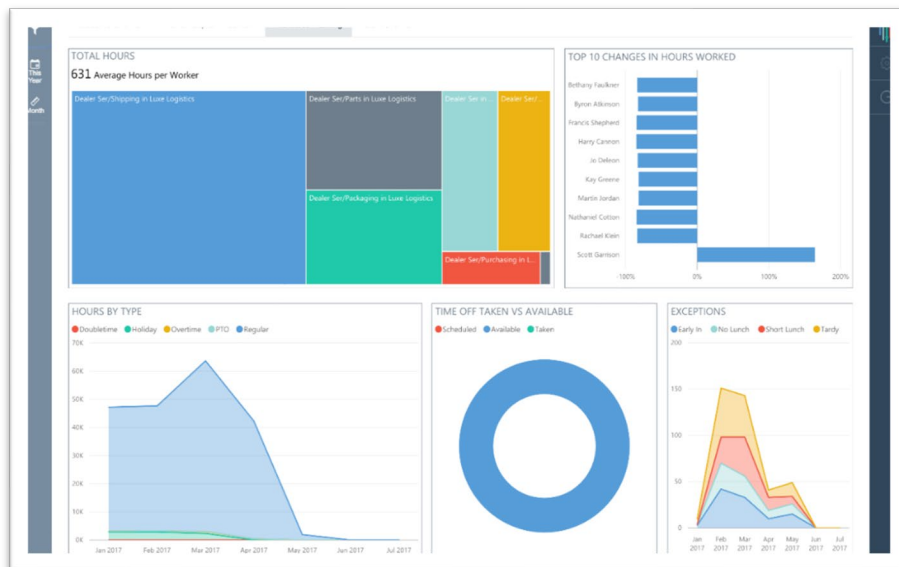 This
Year
Month
TOTAL HOURS
631 Average Hours per Worker
Dealer Ser/Shipping in Luxe Logistics
Dealer Ser/Parts in Luxe Logistics
Dealer Ser in ...
Dealer Ser/...
Dealer Ser/Packaging in Luxe Logistics
Dealer Ser/Purchasing in L...
TOP 10 CHANGES IN HOURS WORKED
Bethany Faulkner
Byron Atkinson
Francis Shepherd
Harry Cannon
Jo Deleon
Kay Greene
Martin Jordan
Nathaniel Cotton
Rachael Klein
Scott Garrison
-100% 0% 100% 200%
HOURS BY TYPE
Doubletime Holiday Overtime PTO Regular
70K
60K
50K
40K
30K
20K
10K
0K
Jan 2017 Feb 2017 Mar 2017 Apr 2017 May 2017 Jun 2017 Jul 2017
TIME OFF TAKEN VS AVAILABLE
Scheduled Available Taken
EXCEPTIONS
Early In No Lunch Short Lunch Tardy
200
150
100
50
0
Jan Feb Mar Apr May Jun Jul
2017 2017 2017 2017 2017 2017 2017